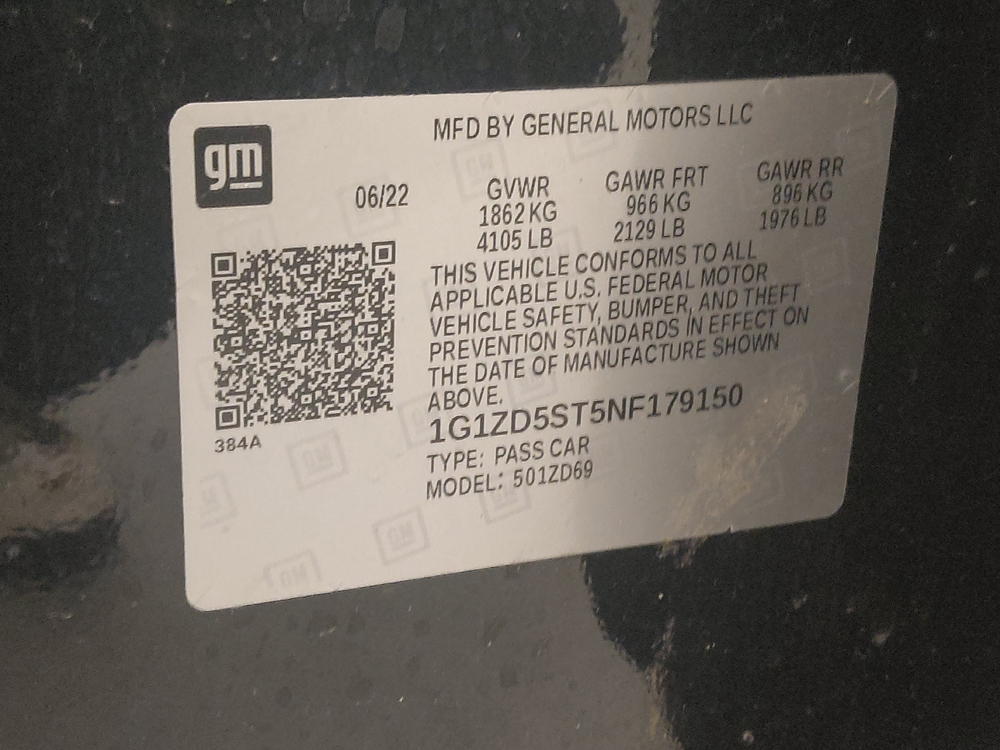 gm
MFD BY GENERAL MOTORS LLC
06/22
GVWR GAWR FRT GAWR RR
1862 KG 966 KG 896 KG
4105 LB 2129 LB 1976 LB
THIS VEHICLE CONFORMS TO ALL
APPLICABLE U.S. FEDERAL MOTOR
VEHICLE SAFETY, BUMPER, AND THEFT
PREVENTION STANDARDS IN EFFECT ON
THE DATE OF MANUFACTURE SHOWN
ABOVE.
1G1ZD5ST5NF179150
384A
TYPE: PASS CAR
MODEL: 501ZD69